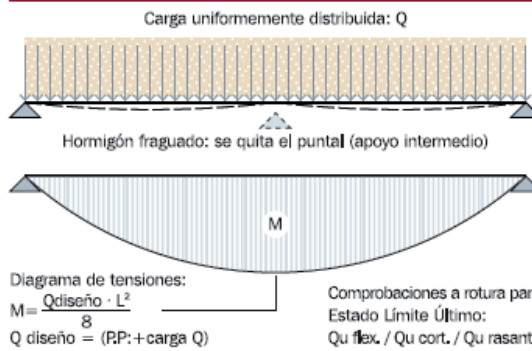 Carga uniformemente distribuida: Q
Hormigón fraguado: se quita el puntal (apoyo intermedio)
M
Diagrama de tensiones:
M= Qdiseño · L²
8
Q diseño = (P.P.:+carga Q)
Comprobaciones a rotura par
Estado Límite Último:
Qu flex. / Qu cort. / Qu rasant